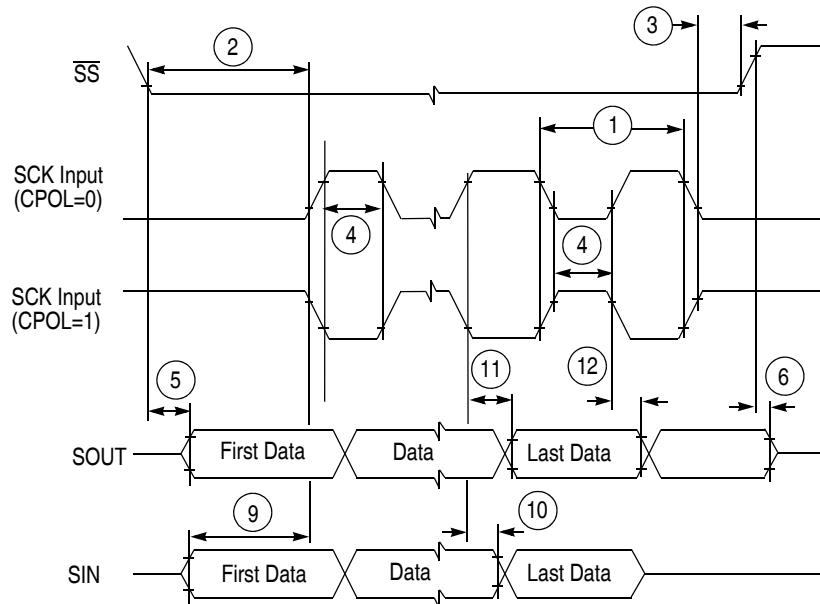 3
2
SS
1
SCK Input
(CPOL=0)
4
4
SCK Input
(CPOL=1)
5
11
12
6
SOUT
First Data
Data
Last Data
9
10
SIN
First Data
Data
Last Data